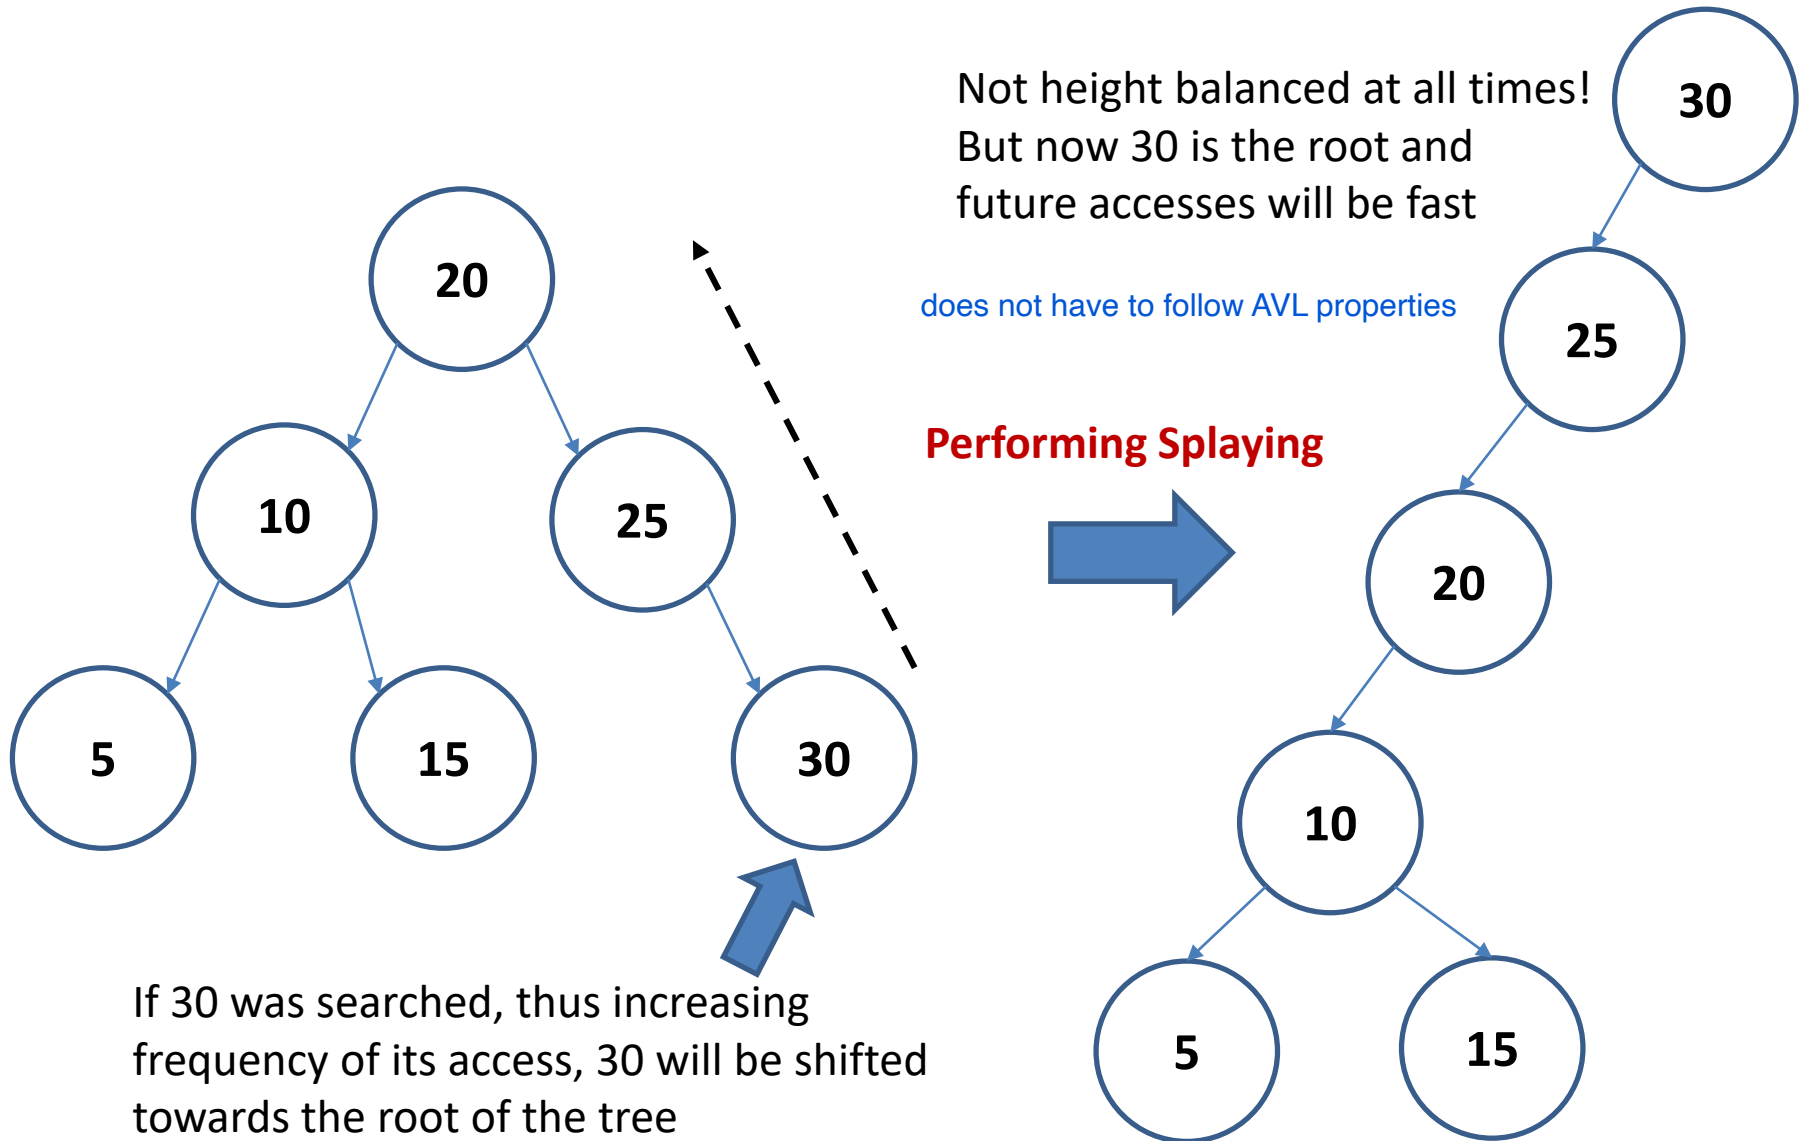 Not height balanced at all times!
But now 30 is the root and
future accesses will be fast
does not have to follow AVL properties
Performing Splaying
20
10
25
5
15
30
If 30 was searched, thus increasing
frequency of its access, 30 will be shifted
towards the root of the tree
30
25
20
10
5
15